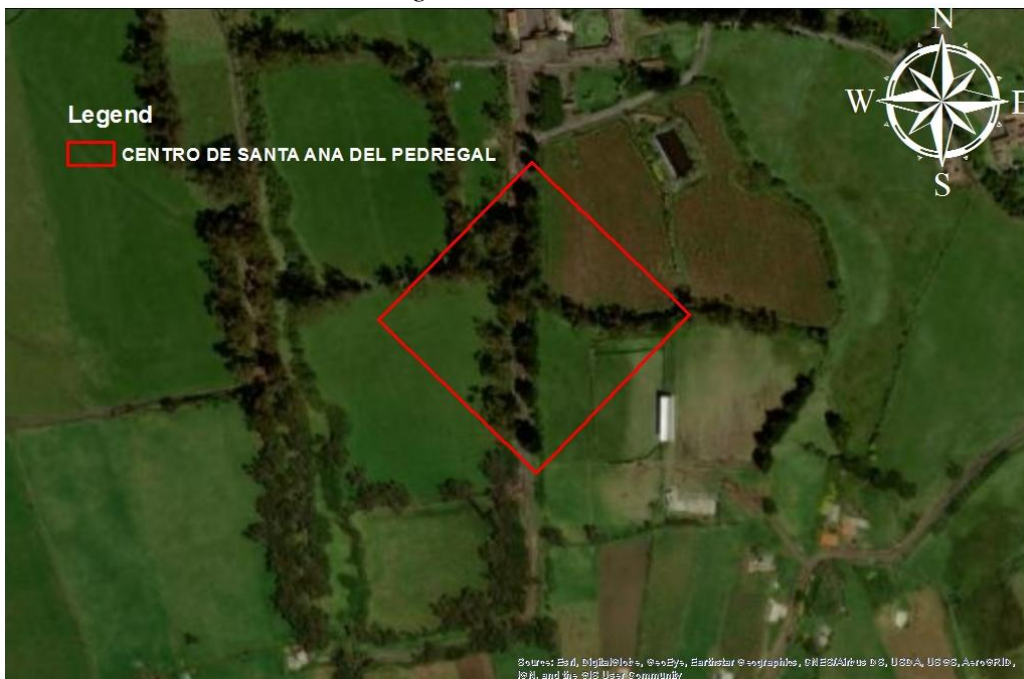 N
Legend
W
E
CENTRO DE SANTA ANA DEL PEDREGAL
S
Source: Esri, DigitalGlobe, GeoEye, Earthstar Geographics, CNES/Airbus DS, USDA, USGS, AeroGRID,
IGN, and the GIS User Community